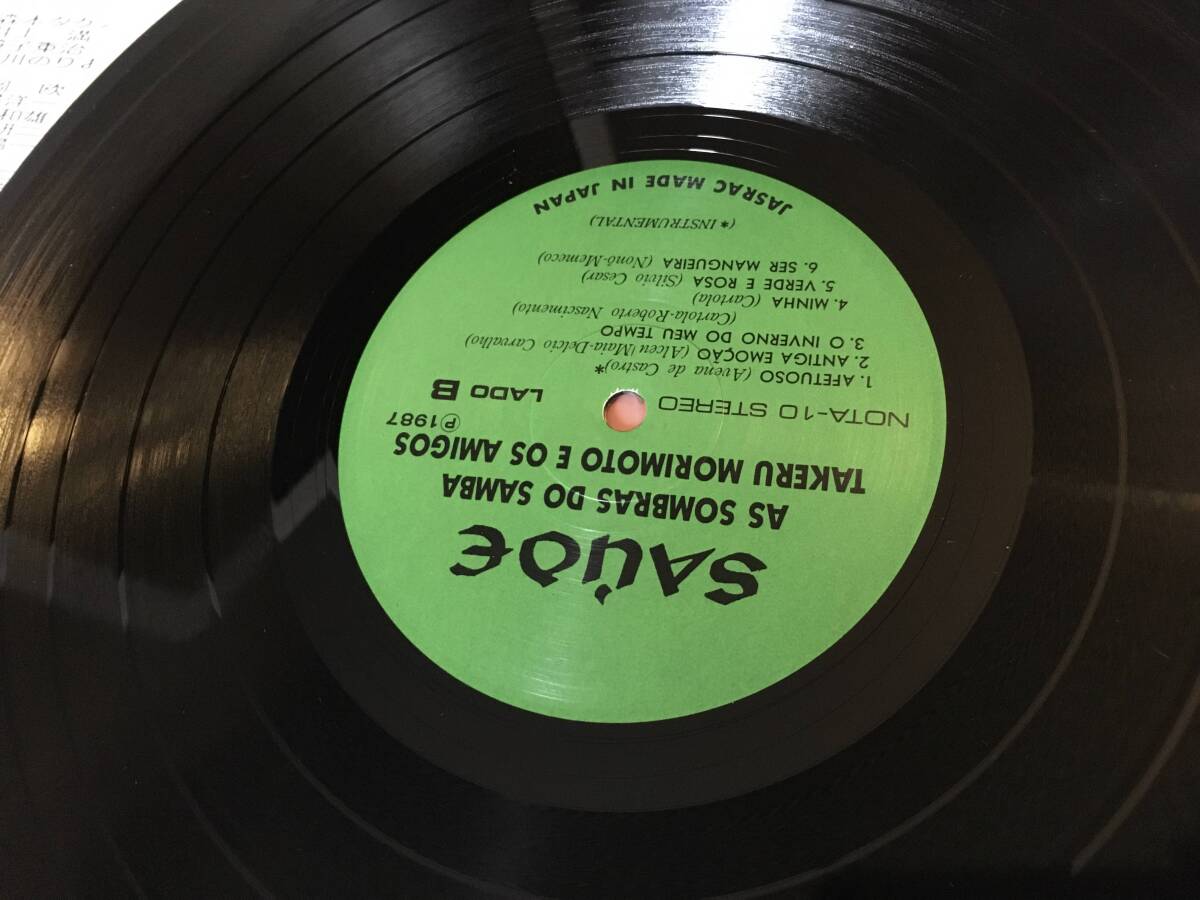 SAÚDE
AS SOMBRAS DO SAMBA
TAKERU MORIMOTO E OS AMIGOS
℗1987
NOTA-10 STEREO
LADO B
1. AFETUOSO (Avena de Castro)*
2. ANTIGA EMOÇÃO (Alceu Maia-Delcio Carvalho)
3. O INVERNO DO MEU TEMPO
(Cartola-Roberto Nascimento)
4. MINHA (Cartola)
5. VERDE E ROSA (Silvio Cesar)
6. SER MANGUEIRA (Nonô-Memeco)
(*INSTRUMENTAL)
JASRAC MADE IN JAPAN